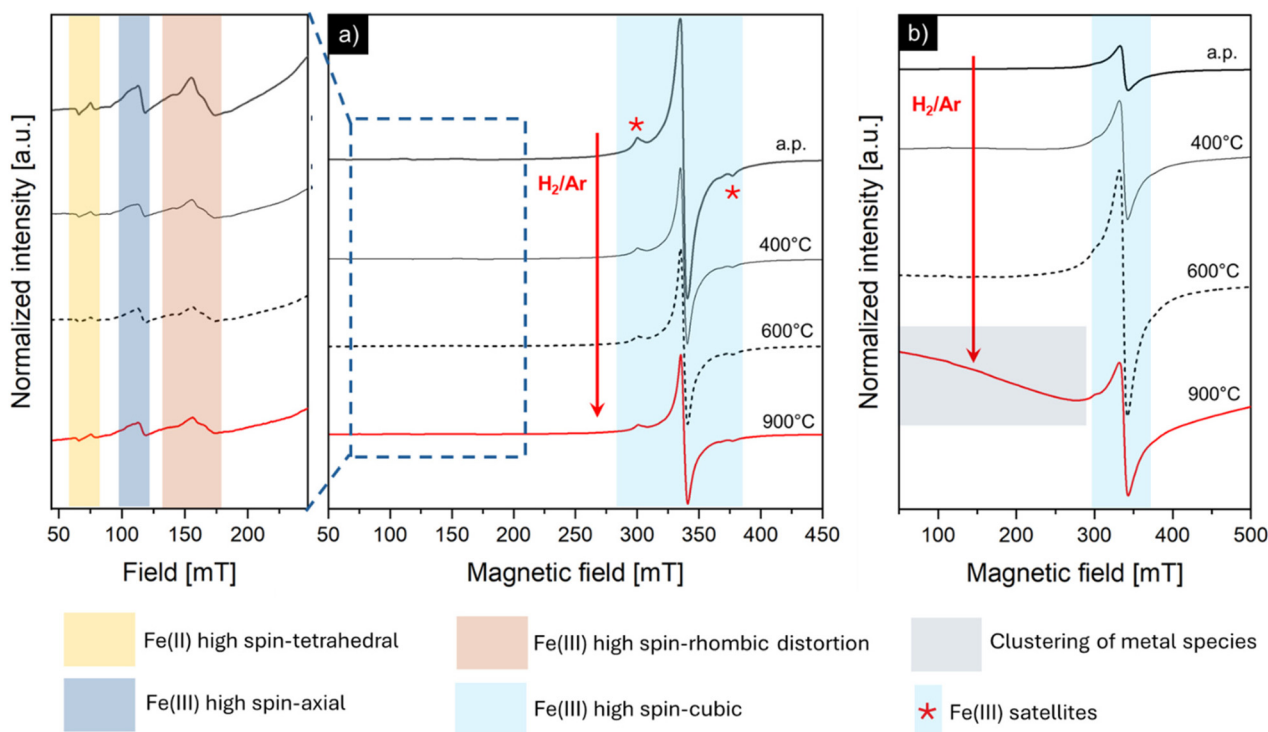 Normalized intensity [a.u.]
50 100 150 200
Field [mT]
a)
a.p.
*
H₂/Ar
*
400°C
600°C
900°C
50 100 150 200 250 300 350 400 450
Magnetic field [mT]
Normalized intensity [a.u.]
b)
a.p.
H₂/Ar
400°C
600°C
900°C
100 200 300 400 500
Magnetic field [mT]
Fe(II) high spin-tetrahedral
Fe(III) high spin-rhombic distortion
Clustering of metal species
Fe(III) high spin-axial
Fe(III) high spin-cubic
* Fe(III) satellites